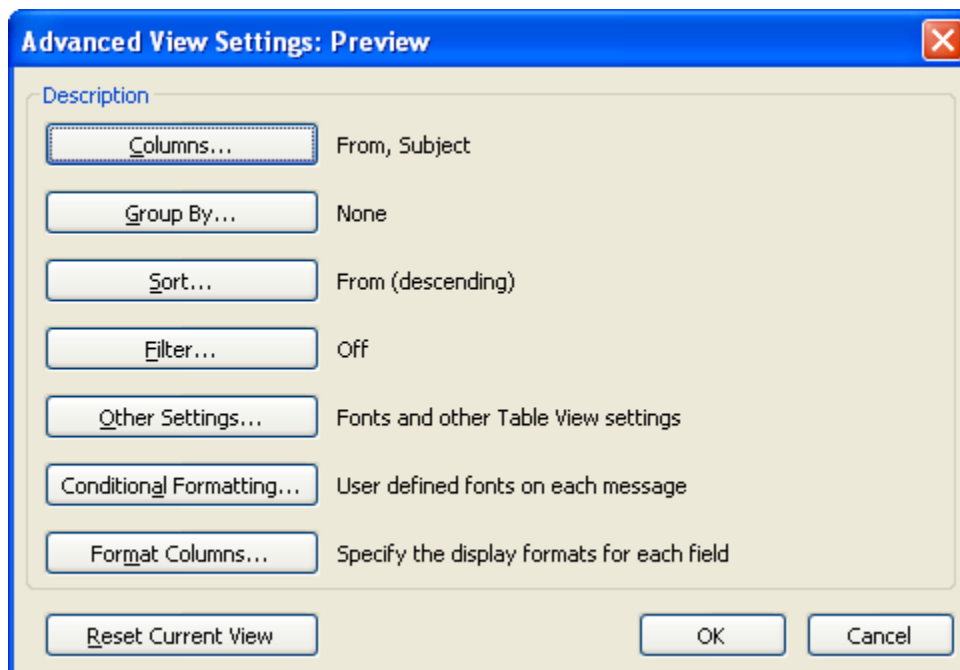 Advanced View Settings: Preview
Description
Columns... From, Subject
Group By... None
Sort... From (descending)
Filter... Off
Other Settings... Fonts and other Table View settings
Conditional Formatting... User defined fonts on each message
Format Columns... Specify the display formats for each field
Reset Current View OK Cancel